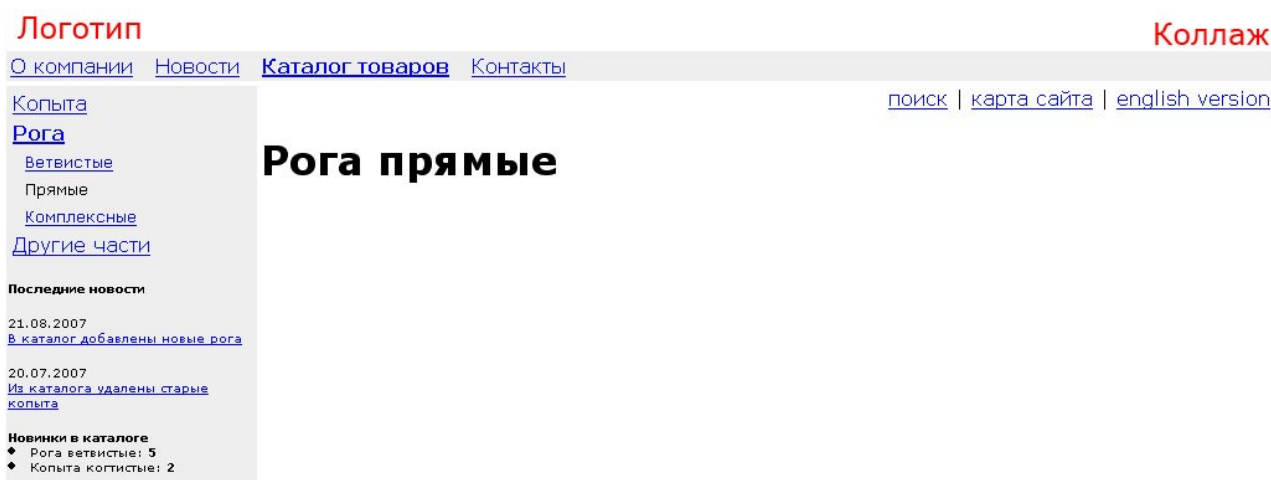 Логотип
Коллаж
О компании Новости Каталог товаров Контакты
поиск | карта сайта | english version
Копыта
Рога
Ветвистые
Прямые
Комплексные
Другие части
Последние новости
21.08.2007
В каталог добавлены новые рога
20.07.2007
Из каталога удалены старые
копыта
Новинки в каталоге
• Рога ветвистые: 5
• Копыта когтистые: 2
Рога прямые